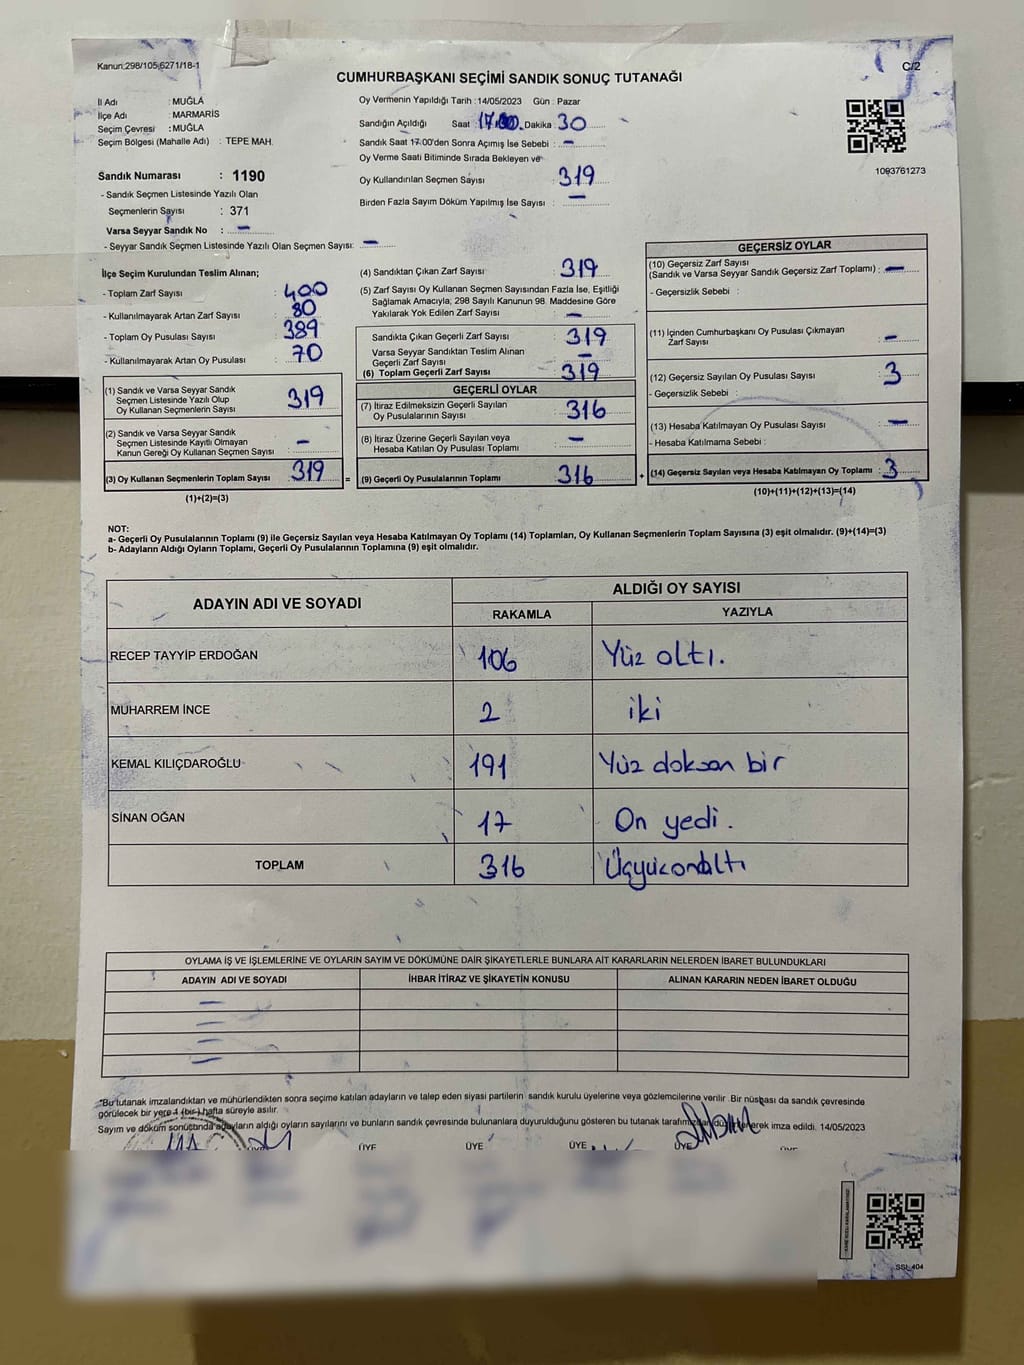 Kanun:298/105,6271/18-1
C/2
CUMHURBAŞKANI SEÇİMİ SANDIK SONUÇ TUTANAĞI
İl Adı : MUĞLA
İlçe Adı : MARMARİS
Seçim Çevresi : MUĞLA
Seçim Bölgesi (Mahalle Adı) : TEPE MAH.
Sandık Numarası : 1190
- Sandık Seçmen Listesinde Yazılı Olan
Seçmenlerin Sayısı : 371
Varsa Seyyar Sandık No : -
- Seyyar Sandık Seçmen Listesinde Yazılı Olan Seçmen Sayısı: -
Oy Vermenin Yapıldığı Tarih : 14/05/2023 Gün : Pazar
Sandığın Açıldığı Saat 17.00 Dakika 30
Sandık Saat 17:00'den Sonra Açımış İse Sebebi : -
Oy Verme Saati Bitiminde Sırada Bekleyen ve
Oy Kullandırılan Seçmen Sayısı : 319
Birden Fazla Sayım Döküm Yapılmış İse Sayısı : -
1093761273
İlçe Seçim Kurulundan Teslim Alınan;
- Toplam Zarf Sayısı : 400
- Kullanılmayarak Artan Zarf Sayısı : 80
- Toplom Oy Pusulası Sayısı : 389
- Kullanılmayarak Artan Oy Pusulası : 70
(1) Sandık ve Varsa Seyyar Sandık
Seçmen Listesinde Yazılı Olup
Oy Kullanan Seçmenlerin Sayısı 319
(2) Sandık ve Varsa Seyyar Sandık
Seçmen Listesinde Kayıtlı Olmayan
Kanun Gereği Oy Kullanan Seçmen Sayısı -
(3) Oy Kullanan Seçmenlerin Toplam Sayısı 319 =
(1)+(2)=(3)
(4) Sandıktan Çıkan Zarf Sayısı : 319
(5) Zarf Sayısı Oy Kullanan Seçmen Sayısından Fazla İse, Eşitliği
Sağlamak Amacıyla; 298 Sayılı Kanunun 98. Maddesine Göre
Yakılarak Yok Edilen Zarf Sayısı : -
Sandıkta Çıkan Geçerli Zarf Sayısı : 319
Varsa Seyyar Sandıktan Teslim Alınan
Geçerli Zarf Sayısı : -
(6) Toplam Geçerli Zarf Sayısı : 319
GEÇERLİ OYLAR
(7) İtiraz Edilmeksizin Geçerli Sayılan
Oy Pusulalarının Sayısı : 316
(8) İtiraz Üzerine Geçerli Sayılan veya
Hesaba Katılan Oy Pusulası Toplamı : -
(9) Geçerli Oy Pusulalarının Toplamı 316 +
GEÇERSİZ OYLAR
(10) Geçersiz Zarf Sayısı
(Sandık ve Varsa Seyyar Sandık Geçersiz Zarf Toplamı) : -
- Geçersizlik Sebebi :
(11) İçinden Cumhurbaşkanı Oy Pusulası Çıkmayan
Zarf Sayısı : -
(12) Geçersiz Sayılan Oy Pusulası Sayısı : 3
- Geçersizlik Sebebi :
(13) Hesaba Katılmayan Oy Pusulası Sayısı : -
- Hesaba Katılmama Sebebi :
(14) Geçersiz Sayılan veya Hesaba Katılmayan Oy Toplamı : 3
(10)+(11)+(12)+(13)=(14)
NOT:
a- Geçerli Oy Pusulalarının Toplamı (9) ile Geçersiz Sayılan veya Hesaba Katılmayan Oy Toplamı (14) Toplamları, Oy Kullanan Seçmenlerin Toplam Sayısına (3) eşit olmalıdır. (9)+(14)=(3)
b- Adayların Aldığı Oyların Toplamı, Geçerli Oy Pusulalarının Toplamına (9) eşit olmalıdır.
ADAYIN ADI VE SOYADI ALDIĞI OY SAYISI
RAKAMLA YAZIYLA
RECEP TAYYİP ERDOĞAN 106 Yüz altı.
MUHARREM İNCE 2 iki
KEMAL KILIÇDAROĞLU 191 Yüz doksan bir
SİNAN OĞAN 17 On yedi.
TOPLAM 316 Üçyüzonaltı
OYLAMA İŞ VE İŞLEMLERİNE VE OYLARIN SAYIM VE DÖKÜMÜNE DAİR ŞİKAYETLERLE BUNLARA AİT KARARLARIN NELERDEN İBARET BULUNDUKLARI
ADAYIN ADI VE SOYADI İHBAR İTİRAZ VE ŞİKAYETİN KONUSU ALINAN KARARIN NEDEN İBARET OLDUĞU
*Bu tutanak imzalandıktan ve mühürlendikten sonra seçime katılan adayların ve talep eden siyasi partilerin sandık kurulu üyelerine veya gözlemcilerine verilir. Bir nüshası da sandık çevresinde
görülecek bir yere 1 (bir) hafta süreyle asılır.
Sayım ve döküm sonucunda adayların aldığı oyların sayılarını ve bunların sandık çevresinde bulunanlara duyurulduğunu gösteren bu tutanak imza edildi. 14/05/2023
ÜYE ÜYE ÜYE ÜYE
SSL 404